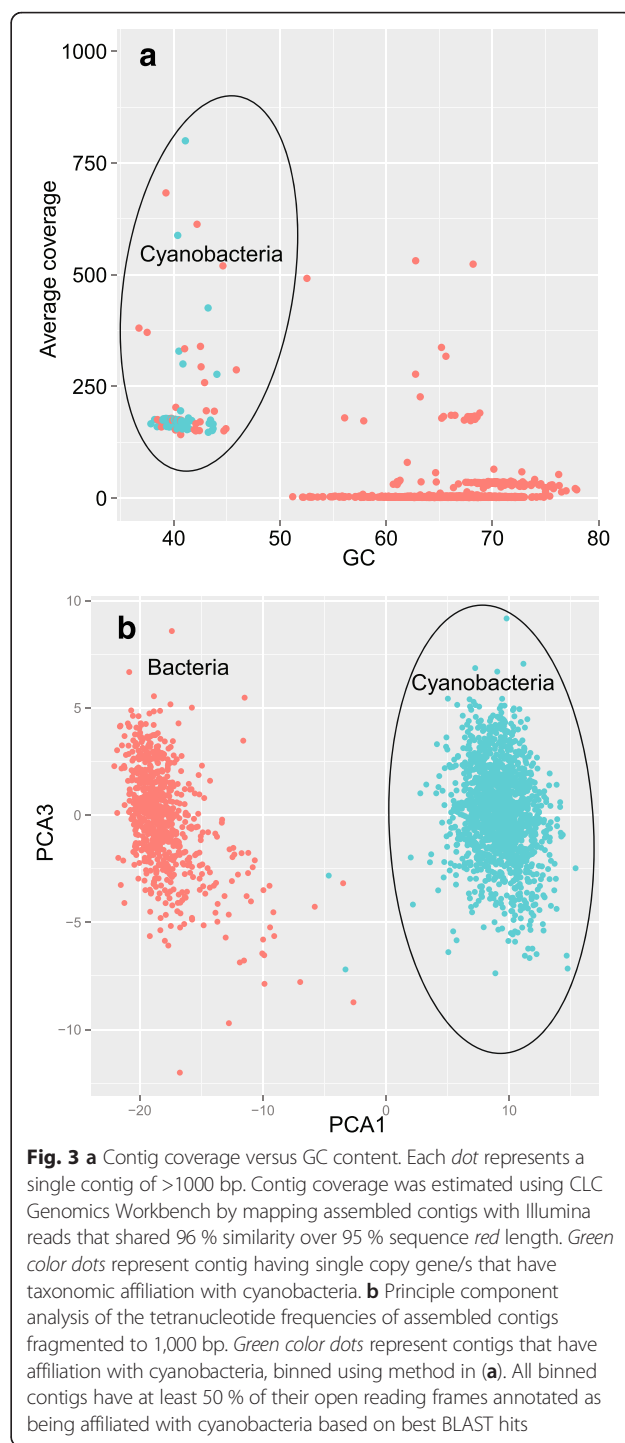 a
1000
750
500
250
0
Average coverage
Cyanobacteria
40
50
60
70
80
GC
b
Bacteria
Cyanobacteria
10
5
0
−5
−10
PCA3
−20
−10
0
10
PCA1
Fig. 3 a Contig coverage versus GC content. Each dot represents a
single contig of >1000 bp. Contig coverage was estimated using CLC
Genomics Workbench by mapping assembled contigs with Illumina
reads that shared 96 % similarity over 95 % sequence red length. Green
color dots represent contig having single copy gene/s that have
taxonomic affiliation with cyanobacteria. b Principle component
analysis of the tetranucleotide frequencies of assembled contigs
fragmented to 1,000 bp. Green color dots represent contigs that have
affiliation with cyanobacteria, binned using method in (a). All binned
contigs have at least 50 % of their open reading frames annotated as
being affiliated with cyanobacteria based on best BLAST hits